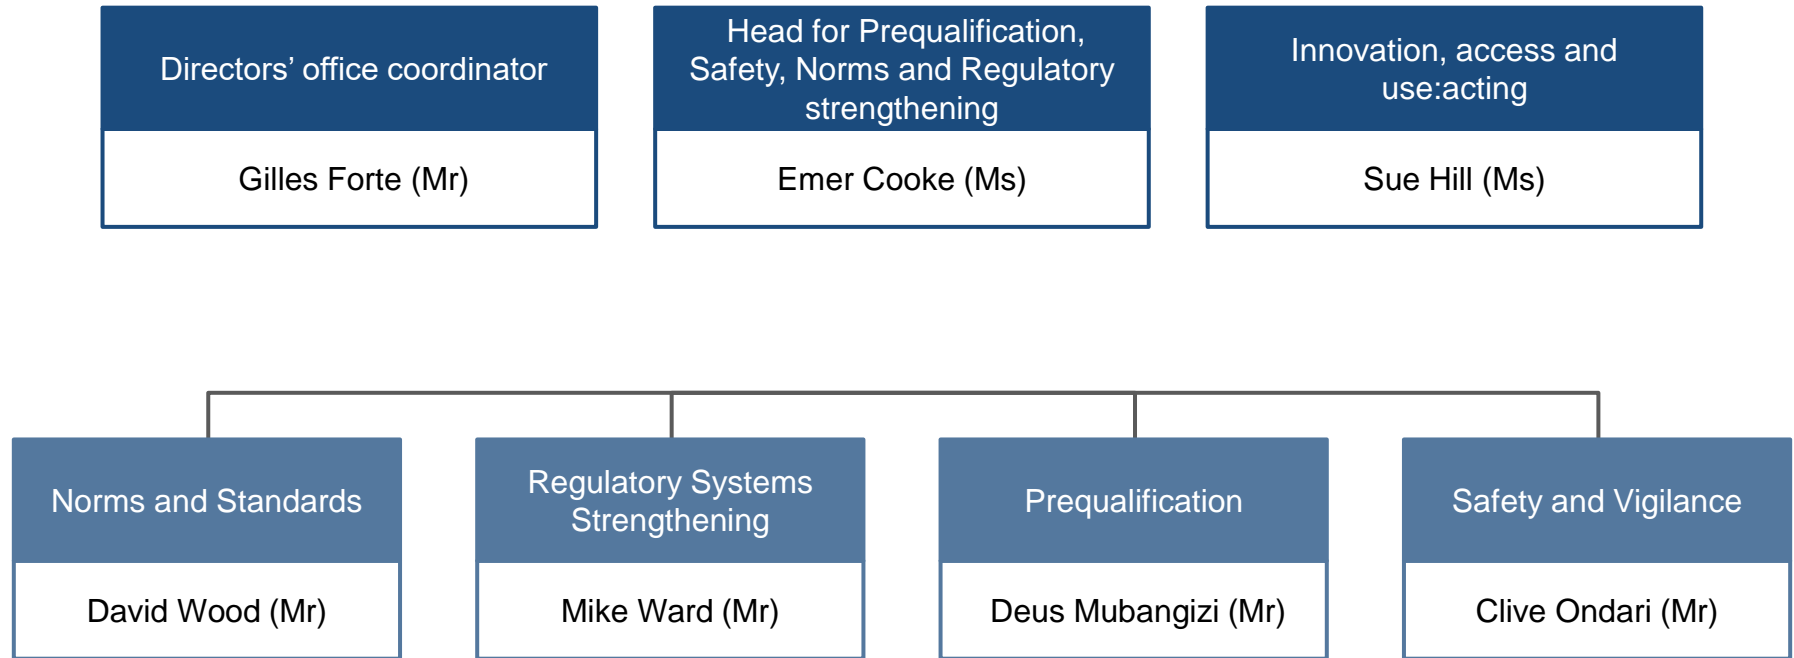 Directors’ office coordinator
Gilles Forte (Mr)
Head for Prequalification,
Safety, Norms and Regulatory
strengthening
Emer Cooke (Ms)
Innovation, access and
use:acting
Sue Hill (Ms)
Norms and Standards
David Wood (Mr)
Regulatory Systems
Strengthening
Mike Ward (Mr)
Prequalification
Deus Mubangizi (Mr)
Safety and Vigilance
Clive Ondari (Mr)